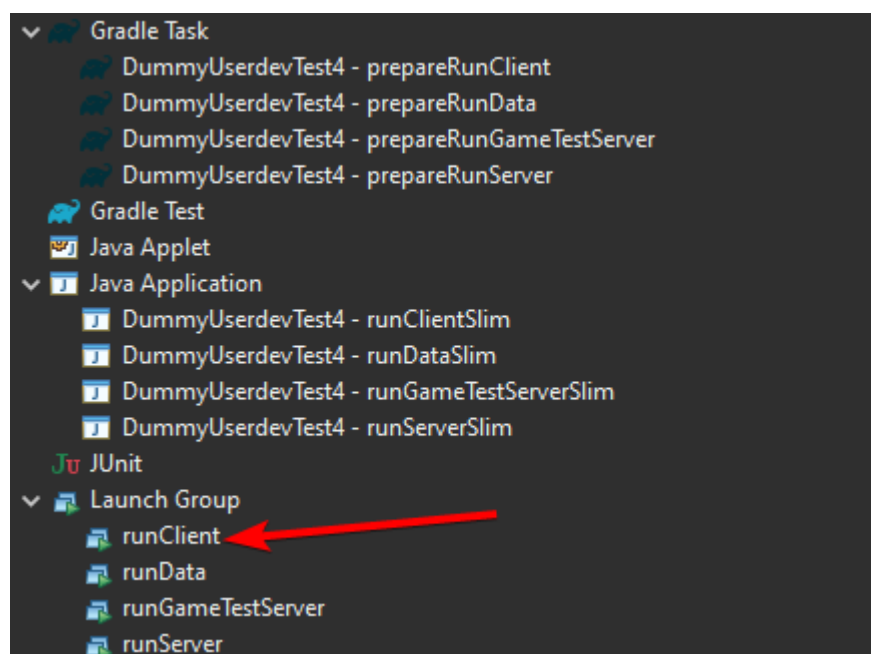 Gradle Task
DummyUserdevTest4 - prepareRunClient
DummyUserdevTest4 - prepareRunData
DummyUserdevTest4 - prepareRunGameTestServer
DummyUserdevTest4 - prepareRunServer
Gradle Test
Java Applet
Java Application
DummyUserdevTest4 - runClientSlim
DummyUserdevTest4 - runDataSlim
DummyUserdevTest4 - runGameTestServerSlim
DummyUserdevTest4 - runServerSlim
JUnit
Launch Group
runClient
runData
runGameTestServer
runServer